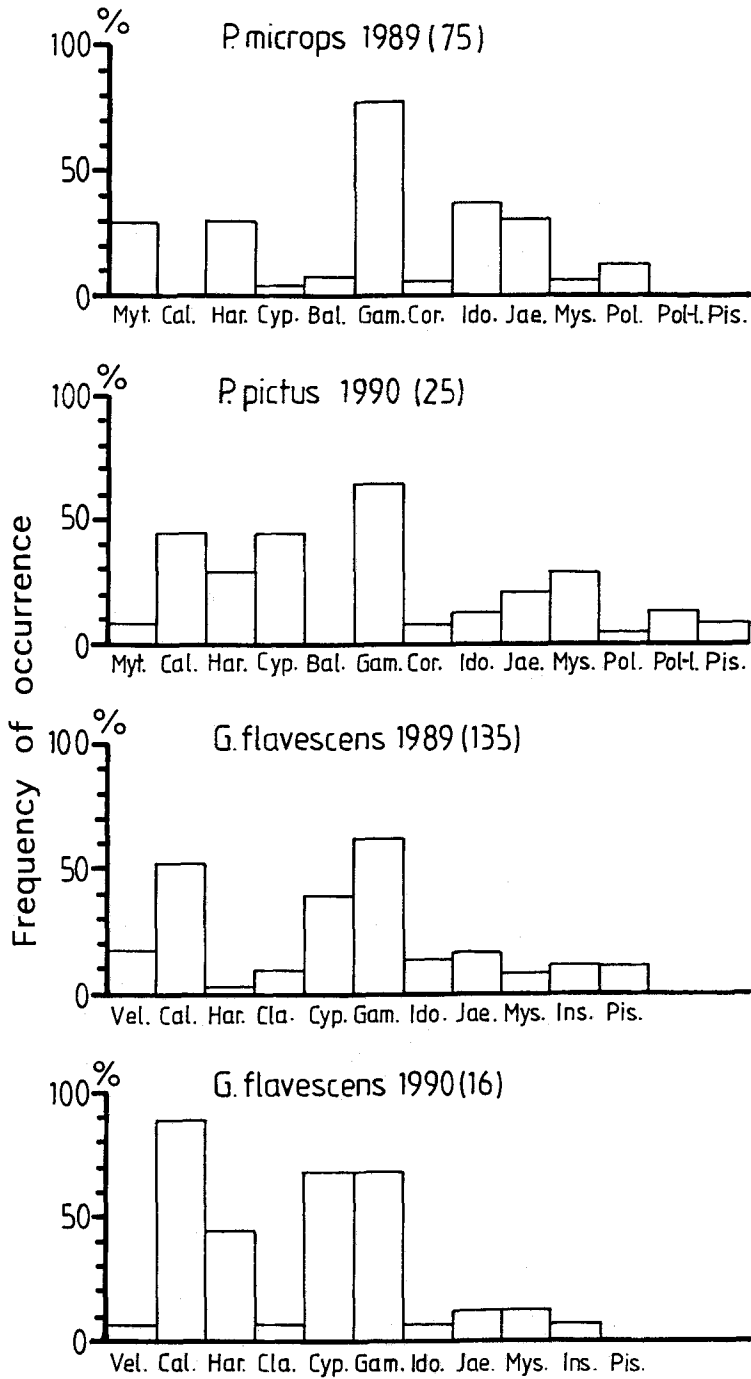 %
P. microps 1989 (75)
100
50
0
Myt. Cal. Har. Cyp. Bal. Gam. Cor. Ido. Jae. Mys. Pol. Pol-l. Pis.
%
P. pictus 1990 (25)
100
50
0
Myt. Cal. Har. Cyp. Bal. Gam. Cor. Ido. Jae. Mys. Pol. Pol-l. Pis.
Frequency of occurrence
%
G. flavescens 1989 (135)
100
50
0
Vel. Cal. Har. Cla. Cyp. Gam. Ido. Jae. Mys. Ins. Pis.
%
G. flavescens 1990 (16)
100
50
0
Vel. Cal. Har. Cla. Cyp. Gam. Ido. Jae. Mys. Ins. Pis.